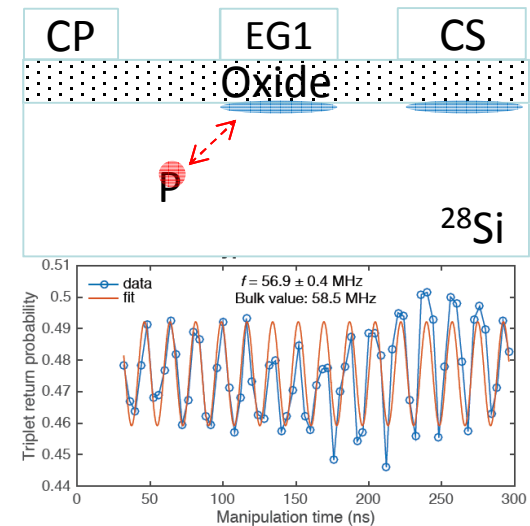 CP EG1 CS
Oxide
P
²⁸Si
0.51
0.5
0.49
0.48
0.47
0.46
0.45
0.44
Triplet return probability
data
fit
f = 56.9 ± 0.4 MHz
Bulk value: 58.5 MHz
0 50 100 150 200 250 300
Manipulation time (ns)